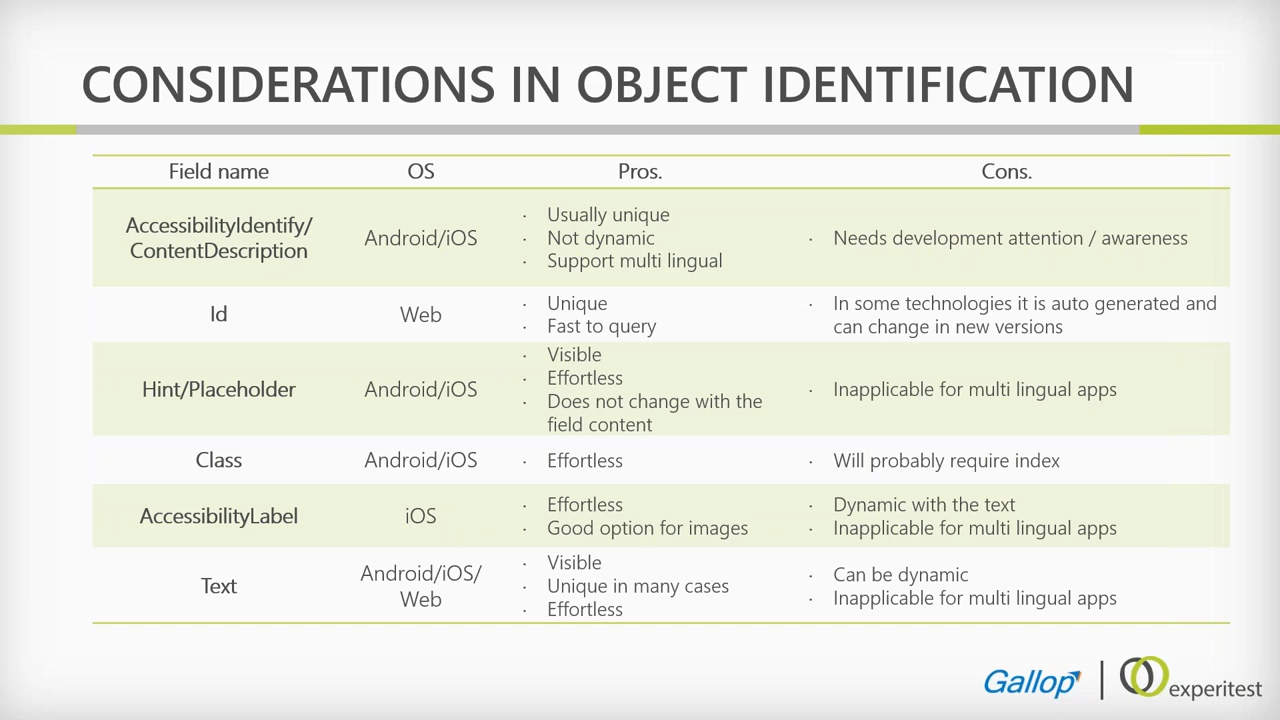 CONSIDERATIONS IN OBJECT IDENTIFICATION
Field name
OS
Pros.
Cons.
AccessibilityIdentify/
ContentDescription
Android/iOS
· Usually unique
· Not dynamic
· Support multi lingual
· Needs development attention / awareness
Id
Web
· Unique
· Fast to query
· In some technologies it is auto generated and
can change in new versions
Hint/Placeholder
Android/iOS
· Visible
· Effortless
· Does not change with the
field content
· Inapplicable for multi lingual apps
Class
Android/iOS
· Effortless
· Will probably require index
AccessibilityLabel
iOS
· Effortless
· Good option for images
· Dynamic with the text
· Inapplicable for multi lingual apps
Text
Android/iOS/
Web
· Visible
· Unique in many cases
· Effortless
· Can be dynamic
· Inapplicable for multi lingual apps
Gallop
experitest